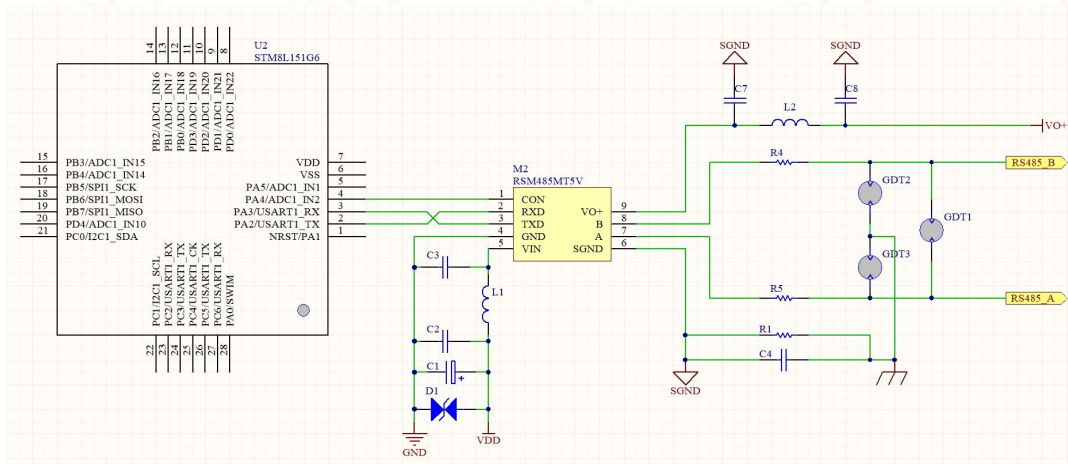 U2
STM8L151G6
14
13
12
11
10
9
8
PB2/ADC1_IN16
PB1/ADC1_IN17
PB0/ADC1_IN18
PD3/ADC1_IN19
PD2/ADC1_IN20
PD1/ADC1_IN21
PD0/ADC1_IN22
15 PB3/ADC1_IN15
16 PB4/ADC1_IN14
17 PB5/SPI1_SCK
18 PB6/SPI1_MOSI
19 PB7/SPI1_MISO
20 PD4/ADC1_IN10
21 PC0/I2C1_SDA
VDD 7
VSS 6
PA5/ADC1_IN1 5
PA4/ADC1_IN2 4
PA3/USART1_RX 3
PA2/USART1_TX 2
NRST/PA1 1
PC1/I2C1_SCL
PC2/USART1_RX
PC3/USART1_TX
PC4/USART1_CK
PC5/USART1_TX
PC6/USART1_RX
PA0/SWIM
22
23
24
25
26
27
28
M2
RSM485MT5V
1 CON
2 RXD
3 TXD
4 GND
5 VIN
VO+ 9
B 8
A 7
SGND 6
C3
L1
C2
C1
+
D1
GND
VDD
SGND
SGND
C7
C8
L2
VO+
R4
RS485_B
GDT2
GDT1
GDT3
R5
RS485_A
R1
C4
SGND